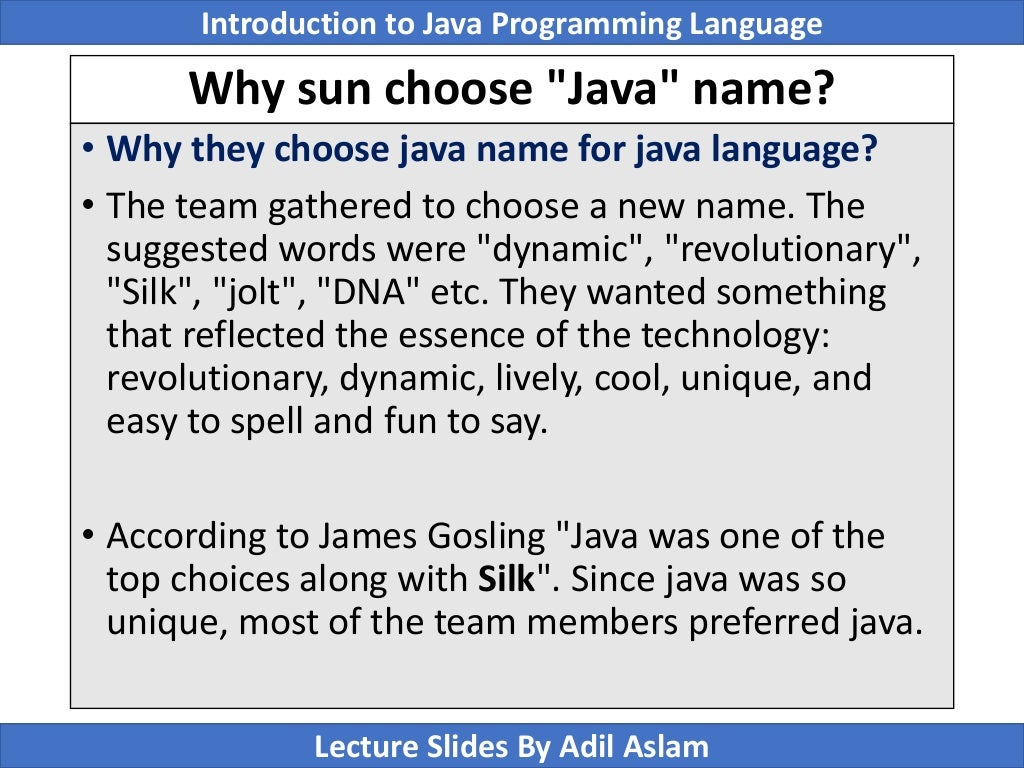 Introduction to Java Programming Language
Why sun choose "Java" name?
• Why they choose java name for java language?
• The team gathered to choose a new name. The
suggested words were "dynamic", "revolutionary",
"Silk", "jolt", "DNA" etc. They wanted something
that reflected the essence of the technology:
revolutionary, dynamic, lively, cool, unique, and
easy to spell and fun to say.
• According to James Gosling "Java was one of the
top choices along with Silk". Since java was so
unique, most of the team members preferred java.
Lecture Slides By Adil Aslam